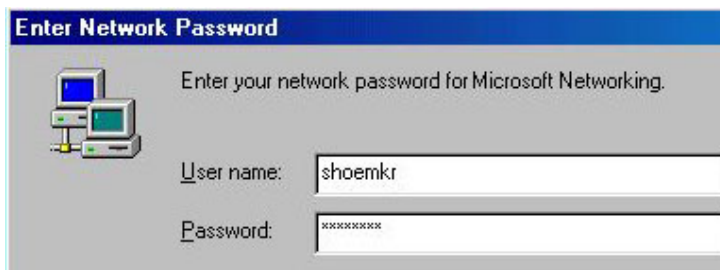 Enter Network Password
Enter your network password for Microsoft Networking.
User name: shoemkr
Password: ********